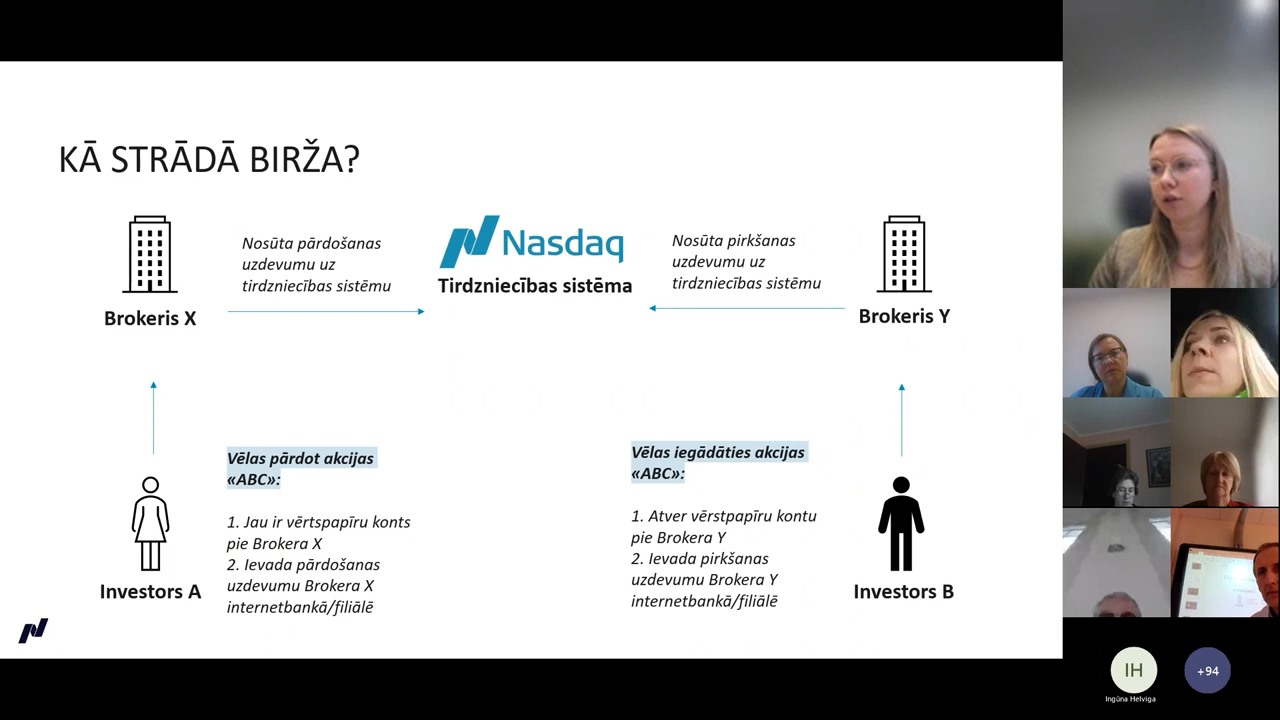 KĀ STRĀDĀ BIRŽA?
Nosūta pārdošanas
uzdevumu uz
tirdzniecības sistēmu
Nasdaq
Tirdzniecības sistēma
Nosūta pirkšanas
uzdevumu uz
tirdzniecības sistēmu
Brokeris X
Brokeris Y
Vēlas pārdot akcijas
«ABC»:
1. Jau ir vērtspapīru konts
pie Brokera X
2. Ievada pārdošanas
uzdevumu Brokera X
internetbankā/filiālē
Vēlas iegādāties akcijas
«ABC»:
1. Atver vērstpapīru kontu
pie Brokera Y
2. Ievada pirkšanas
uzdevumu Brokera Y
internetbankā/filiālē
Investors A
Investors B
IH
+94
Ingūna Helviga